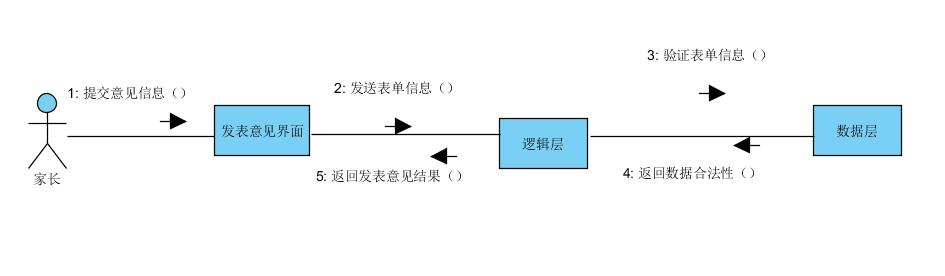 3: 验证表单信息（）
1: 提交意见信息（）
2: 发送表单信息（）
发表意见界面
逻辑层
数据层
家长
5: 返回发表意见结果（）
4: 返回数据合法性（）